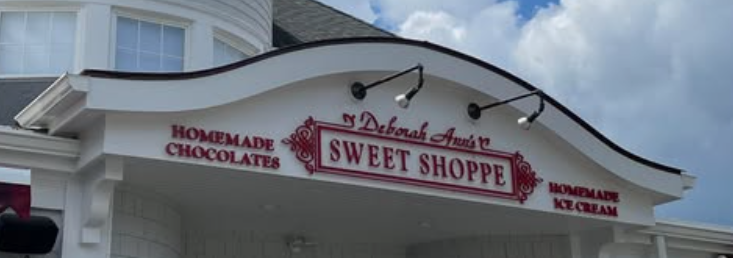 HOMEMADE
CHOCOLATES
Deborah Ann's
SWEET SHOPPE
HOMEMADE
ICE CREAM